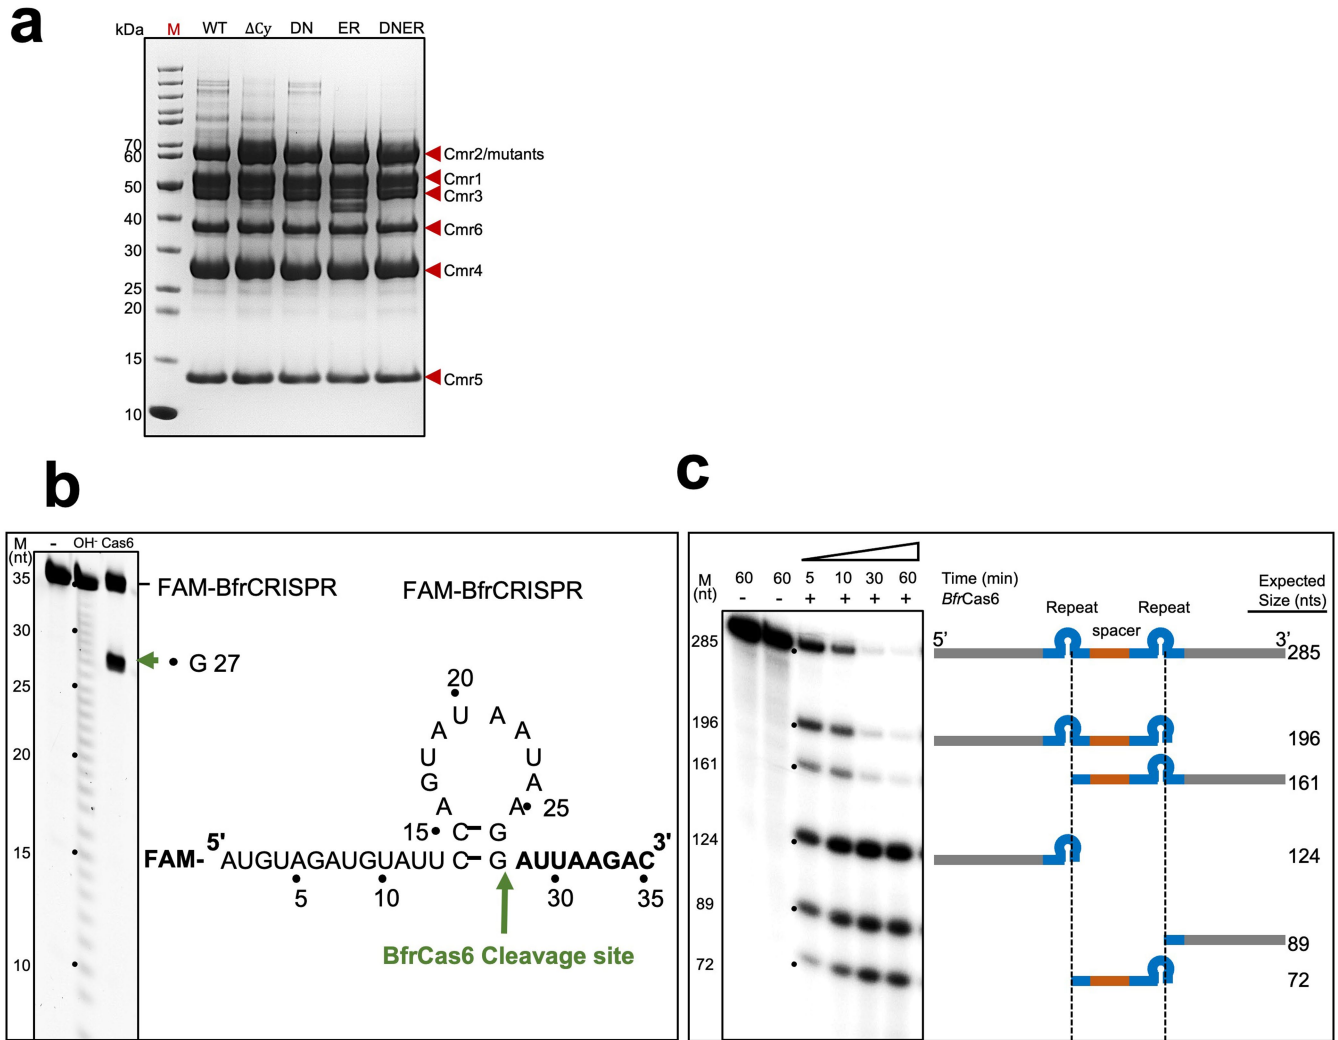 a
kDa M WT ΔCy DN ER DNER
70
60
50
40
30
25
20
15
10
Cmr2/mutants
Cmr1
Cmr3
Cmr6
Cmr4
Cmr5
b
M
(nt)
- OH- Cas6
35
30
25
20
15
10
FAM-BfrCRISPR
G 27
FAM-BfrCRISPR
20
U A
A A
U U
G A
A A 25
15 C G
FAM- 5' AUGUAGAUGUAUU C G AUUAAGAC 3'
5 10 30 35
BfrCas6 Cleavage site
c
M
(nt)
60 60 5 10 30 60 Time (min)
- - + + + + BfrCas6
285
196
161
124
89
72
Expected
Size (nts)
Repeat Repeat
spacer
5' 3'
285
196
161
124
89
72